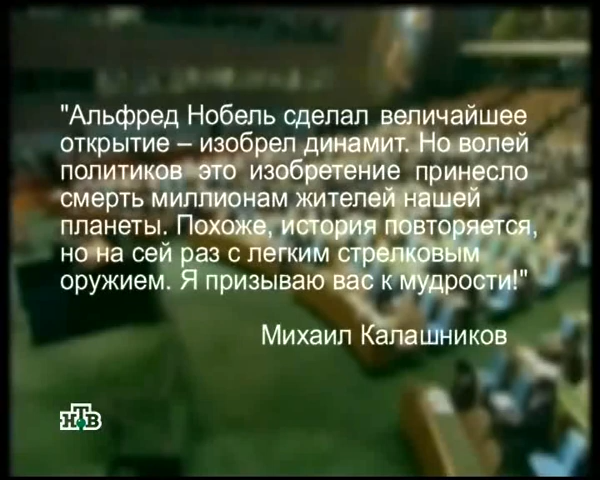 "Альфред Нобель сделал величайшее
открытие – изобрел динамит. Но волей
политиков это изобретение принесло
смерть миллионам жителей нашей
планеты. Похоже, история повторяется,
но на сей раз с легким стрелковым
оружием. Я призываю вас к мудрости!"
Михаил Калашников
НТВ